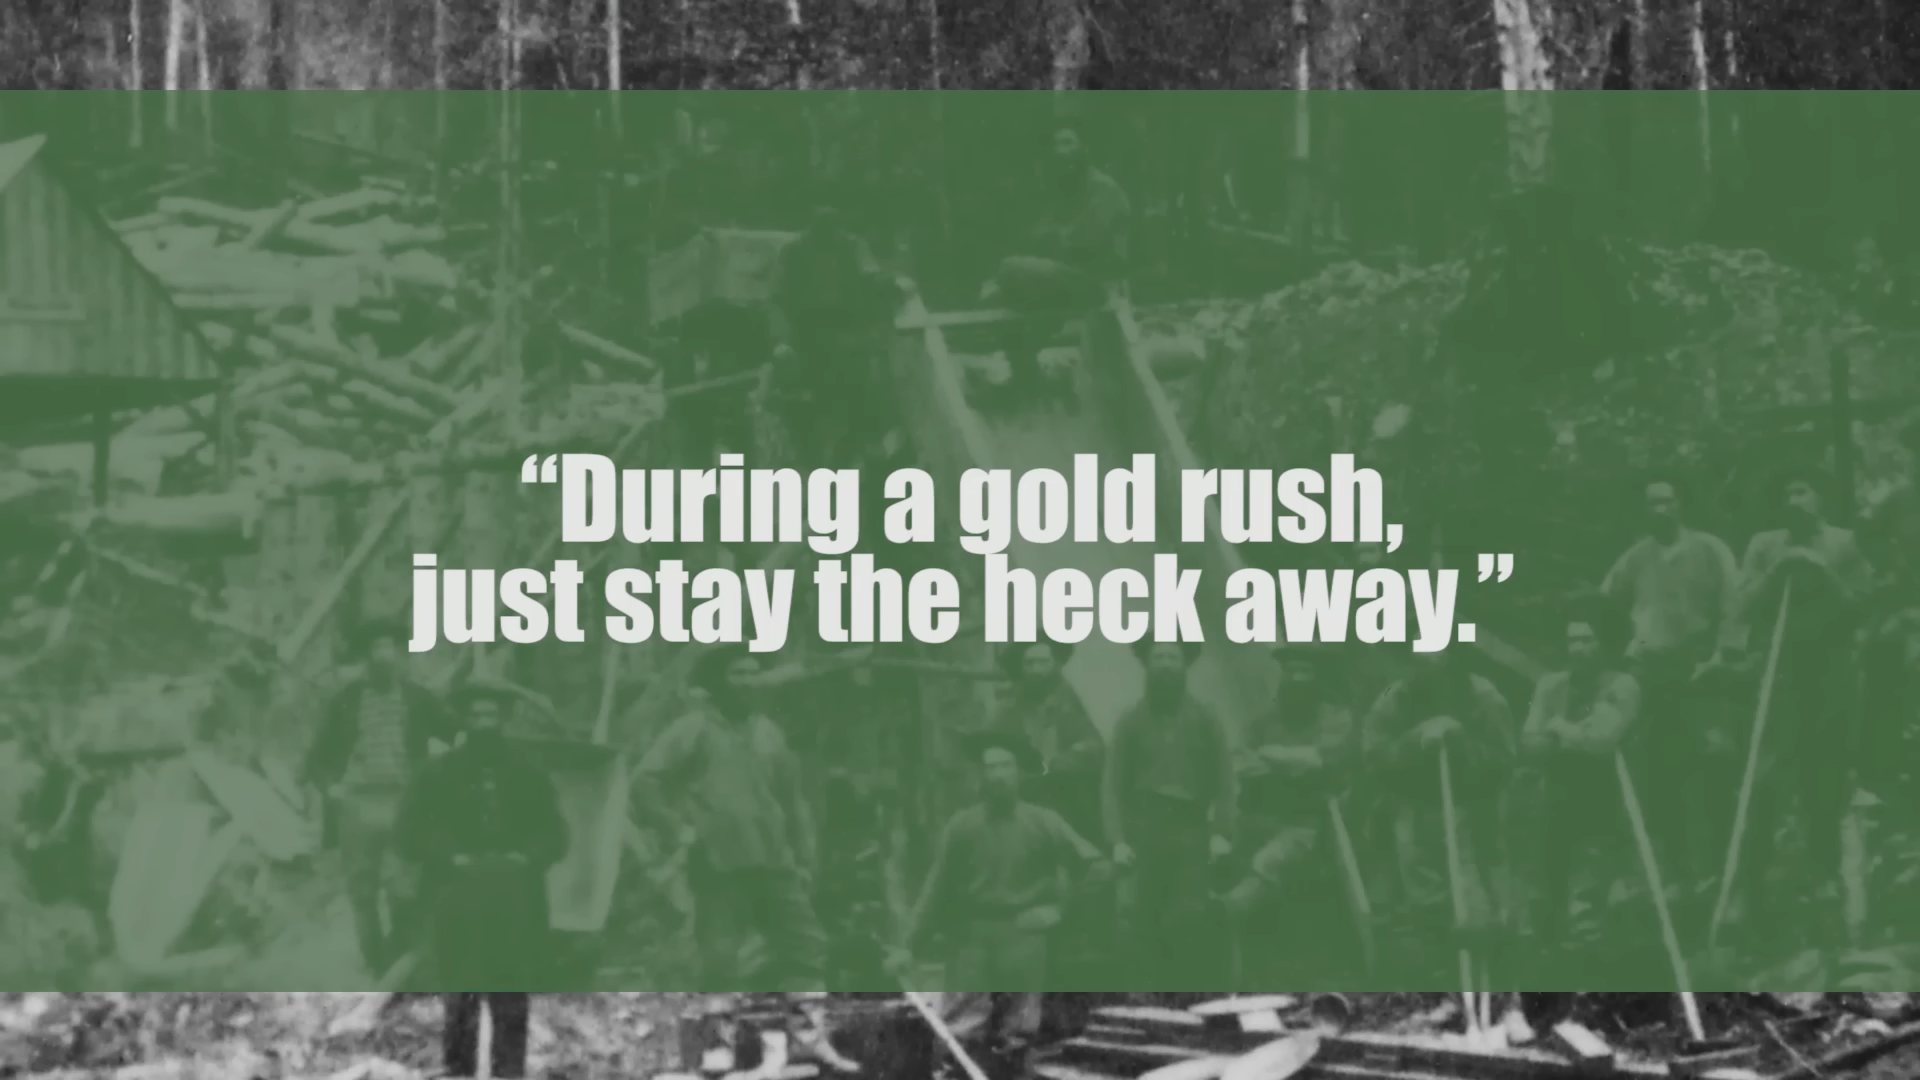 “During a gold rush,
just stay the heck away.”